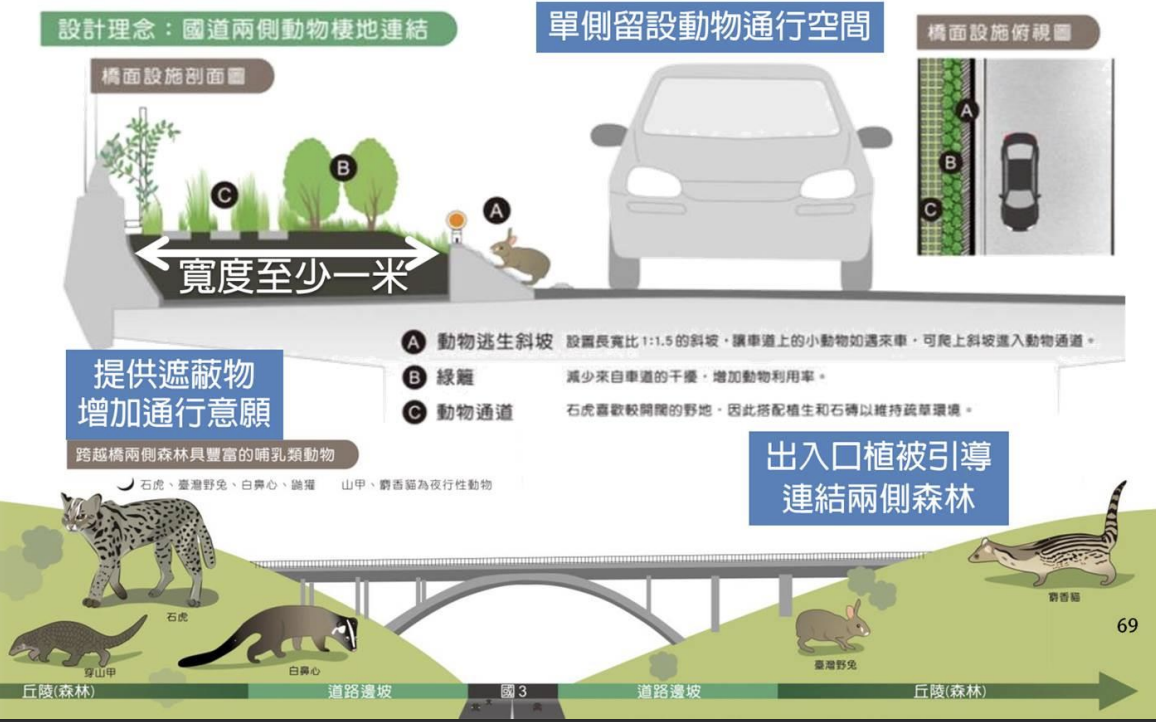 設計理念：國道兩側動物棲地連結
單側留設動物通行空間
橋面設施俯視圖
橋面設施剖面圖
A
B
C
B
C
A
寬度至少一米
A 動物逃生斜坡 設置長寬比1:1.5的斜坡，讓車道上的小動物如遇來車，可爬上斜坡進入動物通道。
B 綠籬 減少來自車道的干擾，增加動物利用率。
C 動物通道 石虎喜歡較開闊的野地，因此搭配植生和石磚以維持疏草環境。
提供遮蔽物
增加通行意願
跨越橋兩側森林具豐富的哺乳類動物
石虎、臺灣野兔、白鼻心、鼬獾 山甲、麝香貓為夜行性動物
出入口植被引導
連結兩側森林
石虎
穿山甲
白鼻心
麝香貓
臺灣野兔
69
丘陵(森林) 道路邊坡 國3 道路邊坡 丘陵(森林)